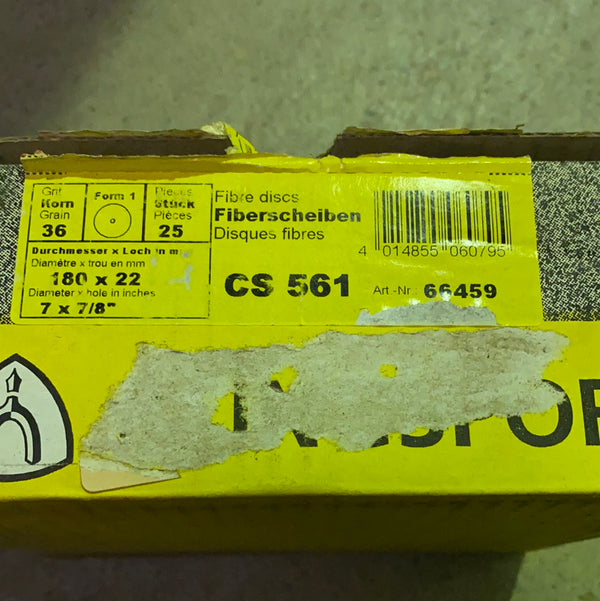 Grit
Korn
Grain
36
Form 1
Pieces
Stück
Pièces
25
Durchmesser x Loch in mm
Diamètre x trou en mm
180 x 22
Diameter x hole in inches
7 x 7/8"
Fibre discs
Fiberscheiben
Disques fibres
CS 561
4 014855 060795
Art.-Nr.: 66459